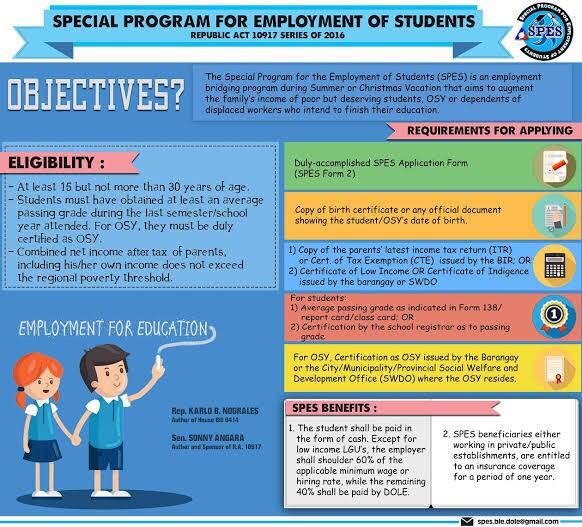 SPECIAL PROGRAM FOR EMPLOYMENT OF STUDENTS
REPUBLIC ACT 10917 SERIES OF 2016
SPECIAL PROGRAM FOR EMPLOYMENT OF STUDENTS
SPES
OBJECTIVES?
The Special Program for the Employment of Students (SPES) is an employment
bridging program during Summer or Christmas Vacation that aims to augment
the family's income of poor but deserving students, OSY or dependents of
displaced workers who intend to finish their education.
ELIGIBILITY :
- At least 15 but not more than 30 years of age.
- Students must have obtained at least an average
passing grade during the last semester/school
year attended. For OSY, they must be duly
certified as OSY.
- Combined net income after tax of parents,
including his/her own income does not exceed
the regional poverty threshold.
REQUIREMENTS FOR APPLYING
Duly-accomplished SPES Application Form
(SPES Form 2)
Copy of birth certificate or any official document
showing the student/OSY's date of birth.
1) Copy of the parents' latest income tax return (ITR)
or Cert. of Tax Exemption (CTE) issued by the BIR; OR
2) Certificate of Low Income OR Certificate of Indigence
issued by the barangay or SWDO
For students:
1) Average passing grade as indicated in Form 138/
report card/class card; OR
2) Certification by the school registrar as to passing
grade
1
For OSY, Certification as OSY issued by the Barangay
or the City/Municipality/Provincial Social Welfare and
Development Office (SWDO) where the OSY resides.
EMPLOYMENT FOR EDUCATION
Rep. KARLO B. NOGRALES
Author of House Bill 6414
Sen. SONNY ANGARA
Author and Sponsor of R.A. 10917
SPES BENEFITS :
1. The student shall be paid in
the form of cash. Except for
low income LGU's, the employer
shall shoulder 60% of the
applicable minimum wage or
hiring rate, while the remaining
40% shall be paid by DOLE.
2. SPES beneficiaries either
working in private/public
establishments, are entitled
to an insurance coverage
for a period of one year.
spes.ble.dole@gmail.com